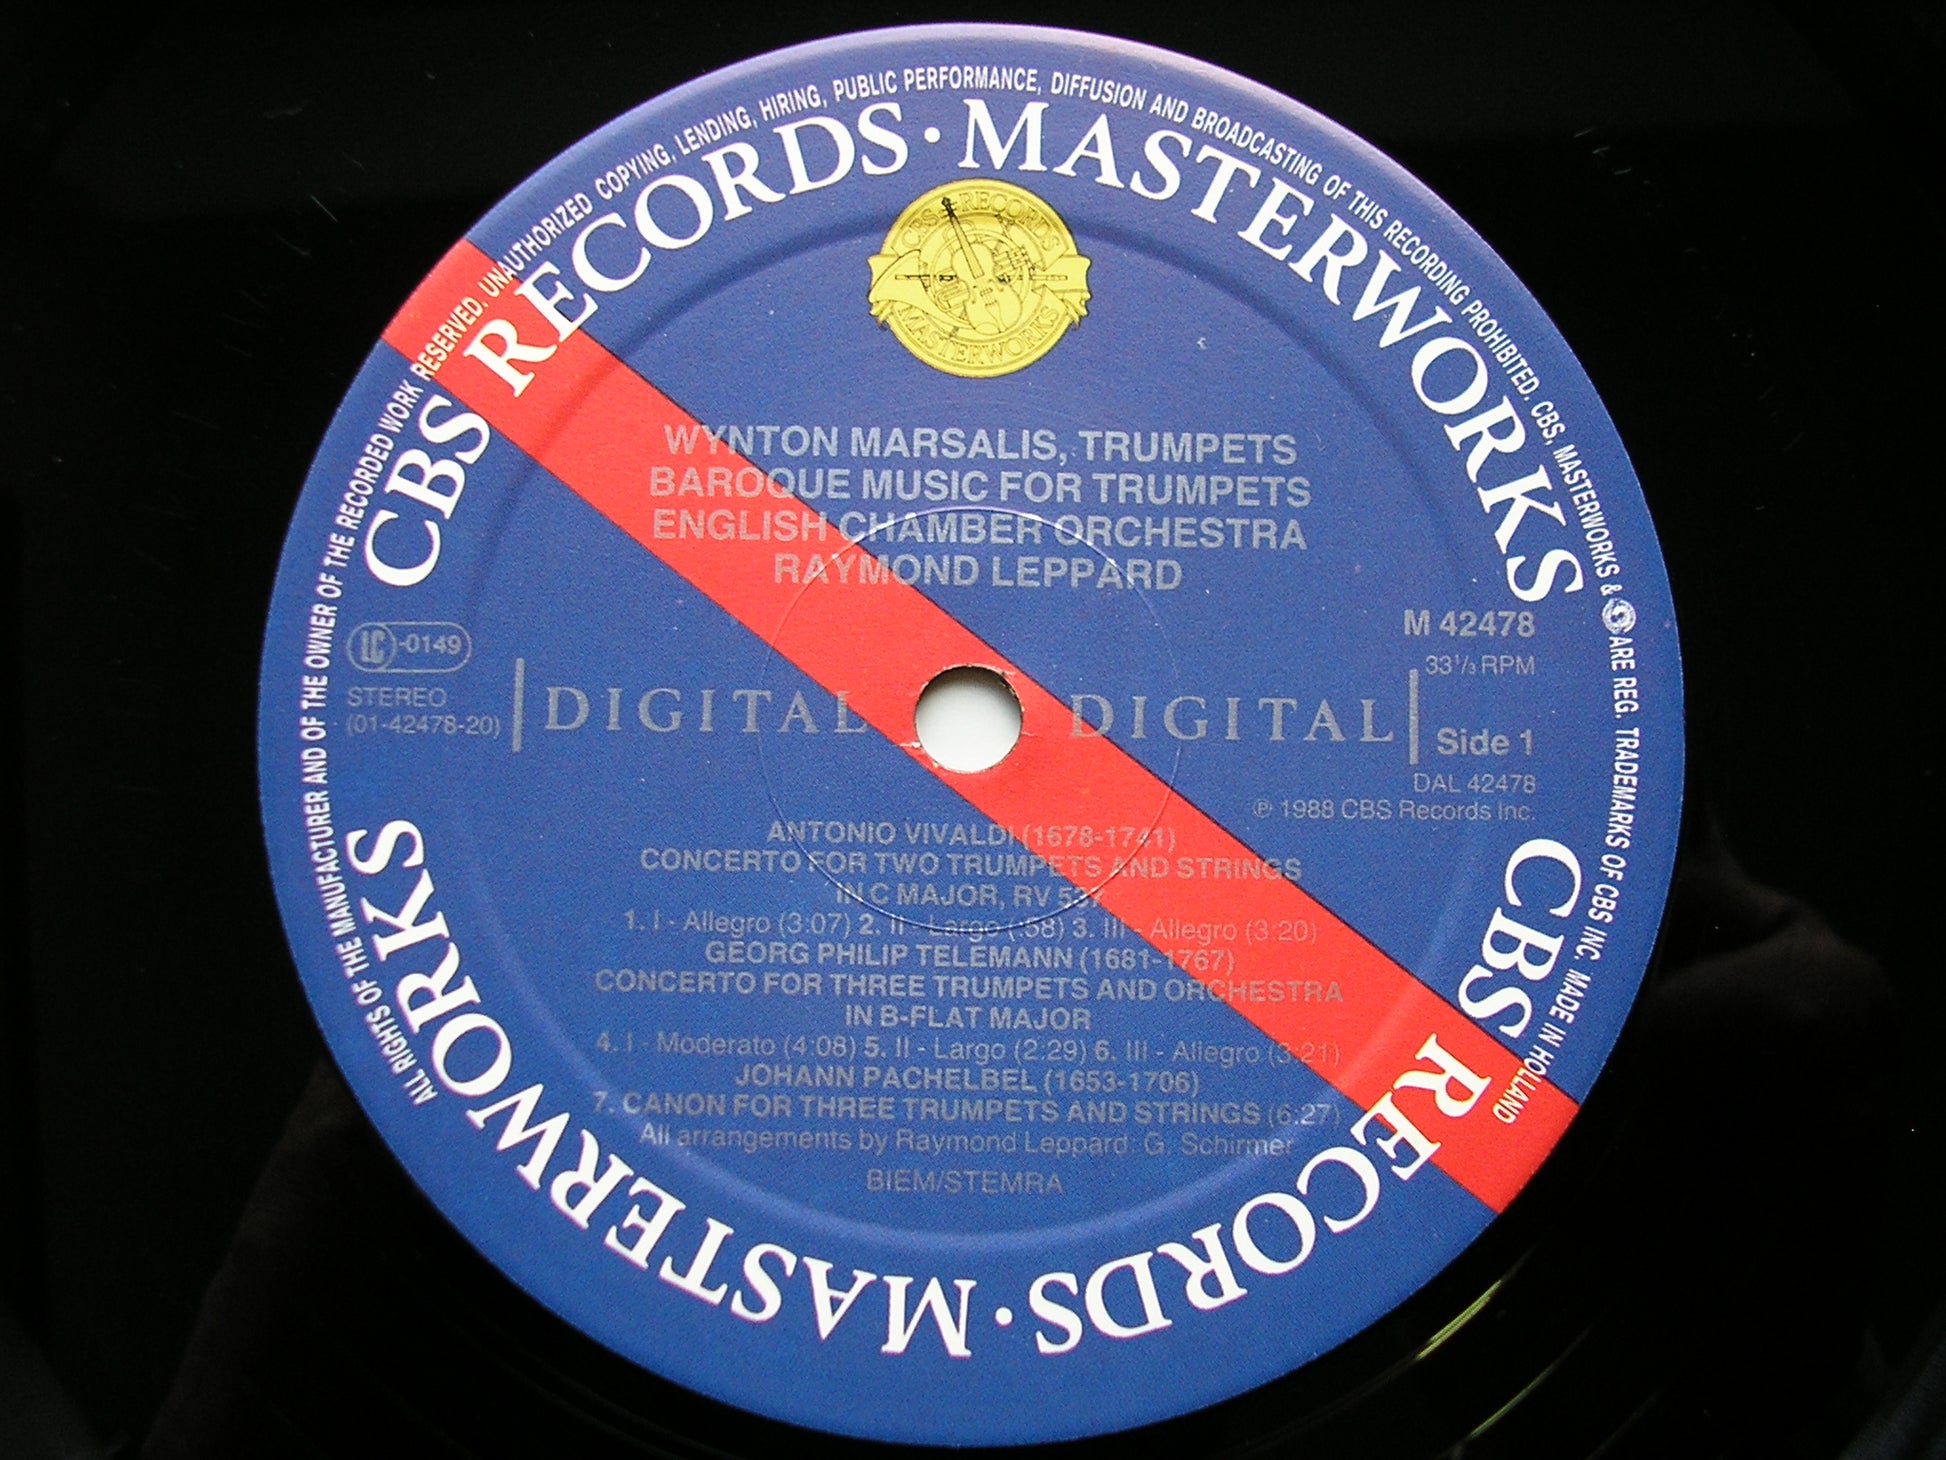 ALL RIGHTS OF THE MANUFACTURER AND OF THE OWNER OF THE RECORDED WORK RESERVED. UNAUTHORIZED COPYING, LENDING, HIRING, PUBLIC PERFORMANCE, DIFFUSION AND BROADCASTING OF THIS RECORDING PROHIBITED. CBS, MASTERWORKS & ARE REG. TRADEMARKS OF CBS INC. MADE IN HOLLAND
CBS RECORDS · MASTERWORKS
CBS RECORDS
MASTERWORKS
WYNTON MARSALIS, TRUMPETS
BAROQUE MUSIC FOR TRUMPETS
ENGLISH CHAMBER ORCHESTRA
RAYMOND LEPPARD
LC-0149
STEREO
(01-42478-20)
DIGITAL
DIGITAL
M 42478
33⅓ RPM
Side 1
DAL 42478
℗ 1988 CBS Records Inc.
ANTONIO VIVALDI (1678-1741)
CONCERTO FOR TWO TRUMPETS AND STRINGS
IN C MAJOR, RV 537
1. I - Allegro (3:07) 2. II - Largo (:58) 3. III - Allegro (3:20)
GEORG PHILIP TELEMANN (1681-1767)
CONCERTO FOR THREE TRUMPETS AND ORCHESTRA
IN B-FLAT MAJOR
4. I - Moderato (4:08) 5. II - Largo (2:29) 6. III - Allegro (3:21)
JOHANN PACHELBEL (1653-1706)
7. CANON FOR THREE TRUMPETS AND STRINGS (6:27)
All arrangements by Raymond Leppard: G. Schirmer
BIEM/STEMRA
CBS RECORDS · MASTERWORKS